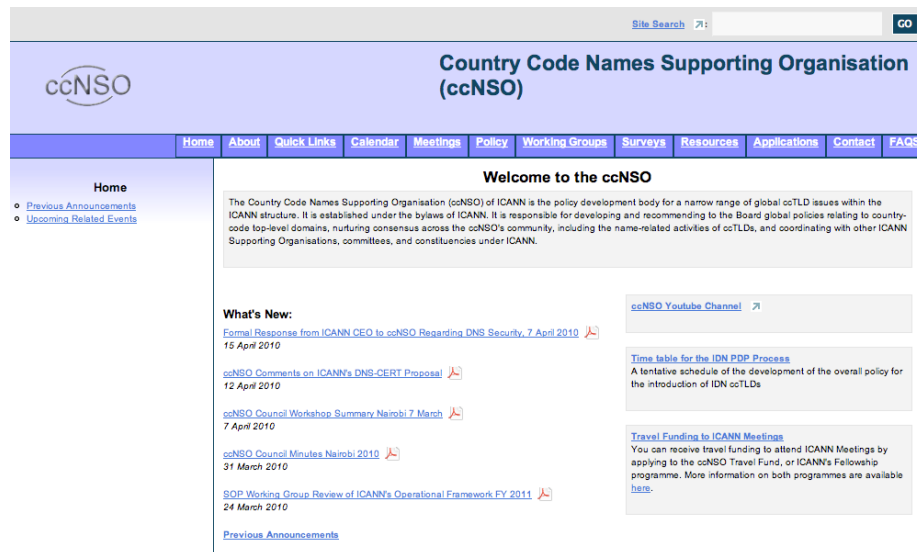 Site Search :
GO
ccNSO
Country Code Names Supporting Organisation
(ccNSO)
Home About Quick Links Calendar Meetings Policy Working Groups Surveys Resources Applications Contact FAQS
Home
Previous Announcements
Upcoming Related Events
Welcome to the ccNSO
The Country Code Names Supporting Organisation (ccNSO) of ICANN is the policy development body for a narrow range of global ccTLD issues within the
ICANN structure. It is established under the bylaws of ICANN. It is responsible for developing and recommending to the Board global policies relating to country-
code top-level domains, nurturing consensus across the ccNSO's community, including the name-related activities of ccTLDs, and coordinating with other ICANN
Supporting Organisations, committees, and constituencies under ICANN.
What's New:
Formal Response from ICANN CEO to ccNSO Regarding DNS Security, 7 April 2010
15 April 2010
ccNSO Comments on ICANN's DNS-CERT Proposal
12 April 2010
ccNSO Council Workshop Summary Nairobi 7 March
7 April 2010
ccNSO Council Minutes Nairobi 2010
31 March 2010
SOP Working Group Review of ICANN's Operational Framework FY 2011
24 March 2010
Previous Announcements
ccNSO Youtube Channel
Time table for the IDN PDP Process
A tentative schedule of the development of the overall policy for
the introduction of IDN ccTLDs
Travel Funding to ICANN Meetings
You can receive travel funding to attend ICANN Meetings by
applying to the ccNSO Travel Fund, or ICANN's Fellowship
programme. More information on both programmes are available
here.